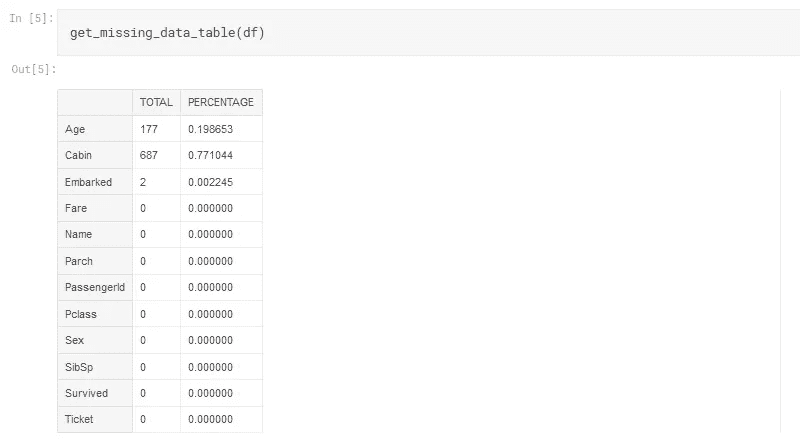 In [5]:
get_missing_data_table(df)
Out[5]:
TOTAL PERCENTAGE
Age 177 0.198653
Cabin 687 0.771044
Embarked 2 0.002245
Fare 0 0.000000
Name 0 0.000000
Parch 0 0.000000
PassengerId 0 0.000000
Pclass 0 0.000000
Sex 0 0.000000
SibSp 0 0.000000
Survived 0 0.000000
Ticket 0 0.000000